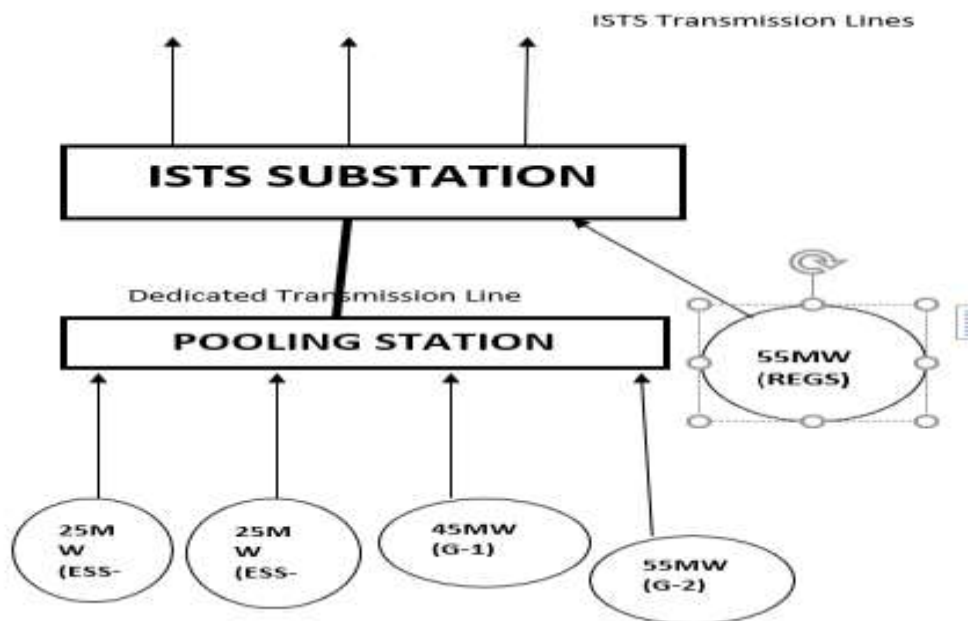 ISTS Transmission Lines
ISTS SUBSTATION
Dedicated Transmission Line
POOLING STATION
55MW
(REGS)
25M
W
(ESS-
25M
W
(ESS-
45MW
(G-1)
55MW
(G-2)